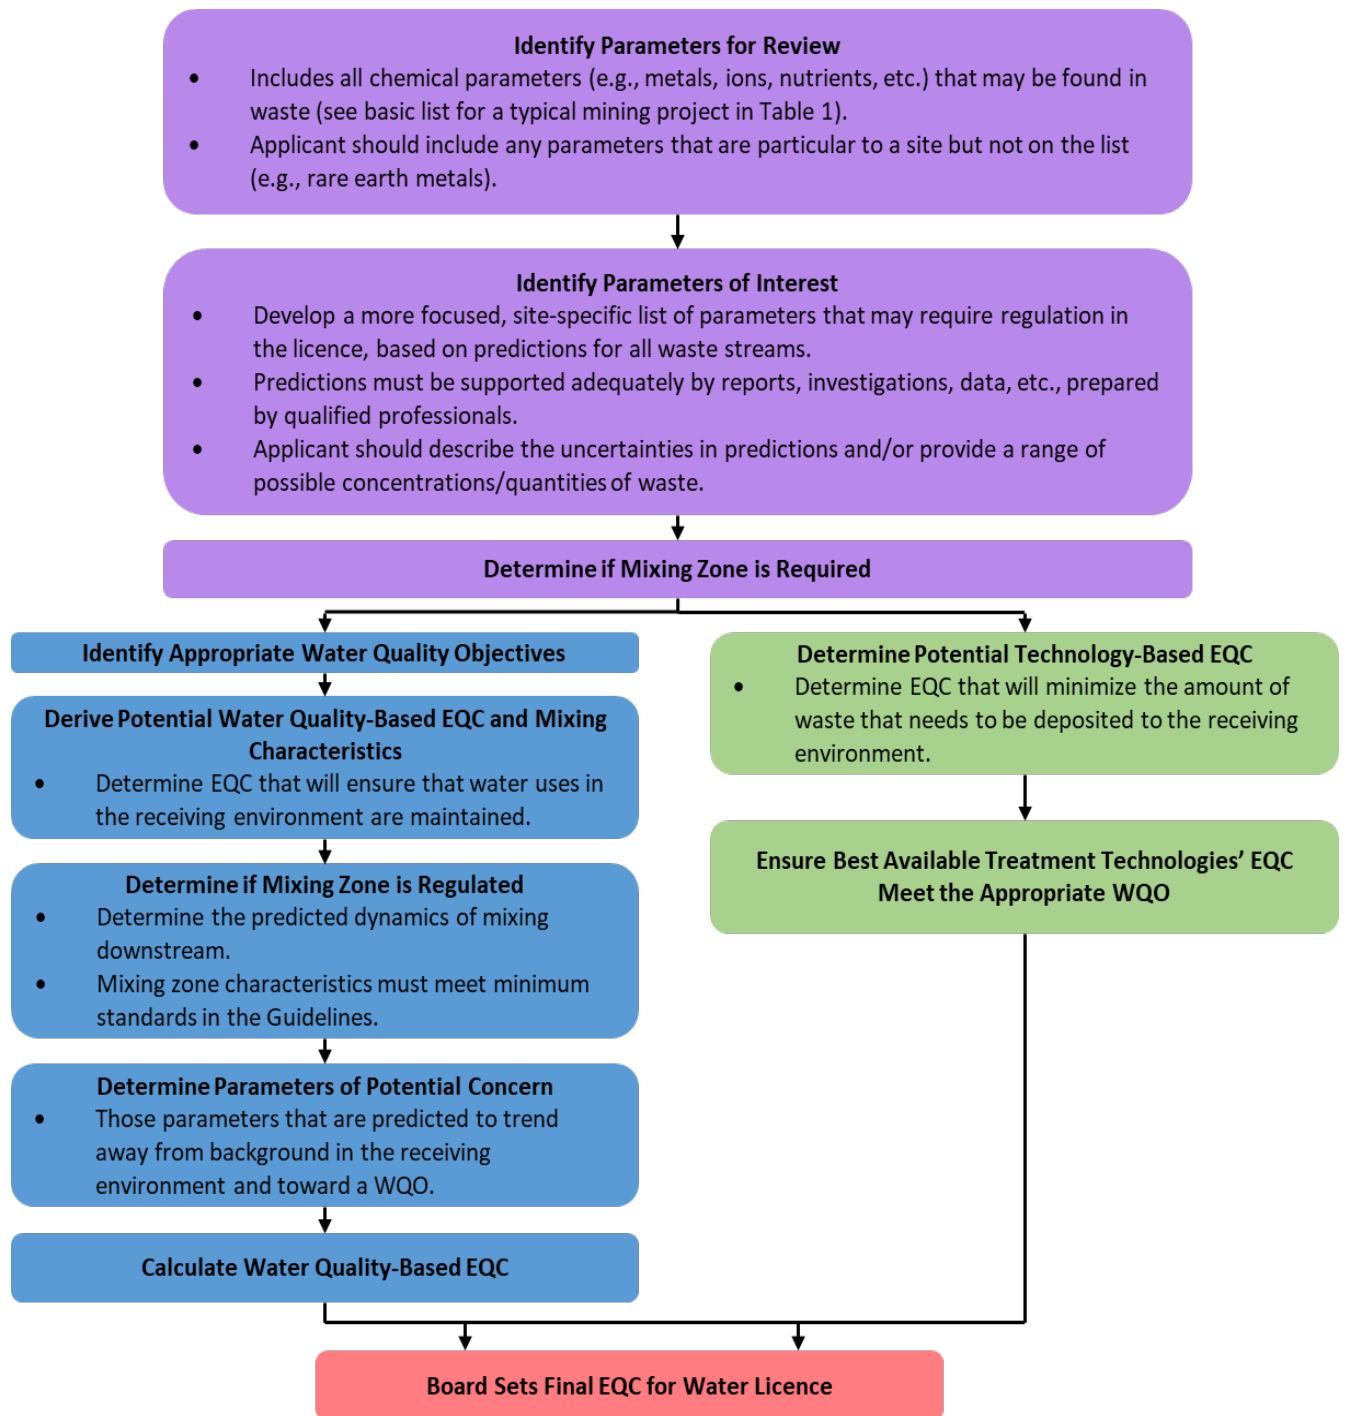 Identify Parameters for Review
• Includes all chemical parameters (e.g., metals, ions, nutrients, etc.) that may be found in
waste (see basic list for a typical mining project in Table 1).
• Applicant should include any parameters that are particular to a site but not on the list
(e.g., rare earth metals).
Identify Parameters of Interest
• Develop a more focused, site-specific list of parameters that may require regulation in
the licence, based on predictions for all waste streams.
• Predictions must be supported adequately by reports, investigations, data, etc., prepared
by qualified professionals.
• Applicant should describe the uncertainties in predictions and/or provide a range of
possible concentrations/quantities of waste.
Determine if Mixing Zone is Required
Identify Appropriate Water Quality Objectives
Derive Potential Water Quality-Based EQC and Mixing
Characteristics
• Determine EQC that will ensure that water uses in
the receiving environment are maintained.
Determine if Mixing Zone is Regulated
• Determine the predicted dynamics of mixing
downstream.
• Mixing zone characteristics must meet minimum
standards in the Guidelines.
Determine Parameters of Potential Concern
• Those parameters that are predicted to trend
away from background in the receiving
environment and toward a WQO.
Calculate Water Quality-Based EQC
Determine Potential Technology-Based EQC
• Determine EQC that will minimize the amount of
waste that needs to be deposited to the receiving
environment.
Ensure Best Available Treatment Technologies’ EQC
Meet the Appropriate WQO
Board Sets Final EQC for Water Licence